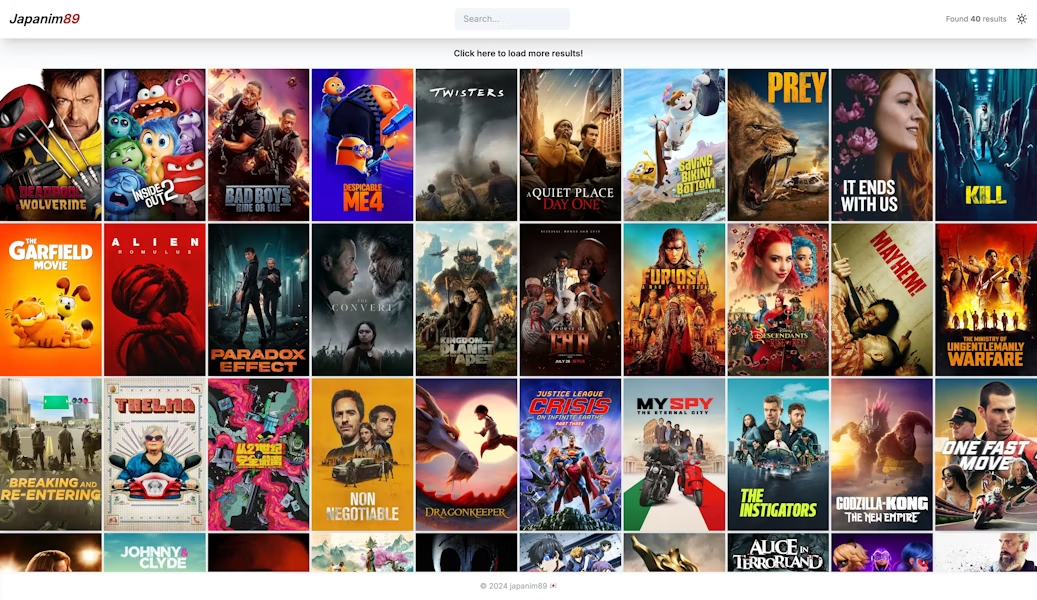 Japanim89
Search...
Found 40 results
Click here to load more results!
DEADPOOL
WOLVERINE
INSIDE
OUT 2
BAD BOYS
RIDE OR DIE
DESPICABLE
ME4
TWISTERS
A QUIET PLACE
DAY ONE
SAVING
BIKINI
BOTTOM
PREY
IT ENDS
WITH US
KILL
THE
GARFIELD
MOVIE
ALIEN
ROMULUS
PARADOX
EFFECT
THE
CONVERT
KINGDOM
PLANET
APES
HOUSE OF
FURIOSA
A MAD MAX SAGA
DESCENDANTS
MAYHEM!
THE MINISTRY OF
UNGENTLEMANLY
WARFARE
BREAKING AND
RE-ENTERING
THELMA
NON
NEGOTIABLE
DRAGONKEEPER
JUSTICE LEAGUE
CRISIS
ON INFINITE EARTHS
PART THREE
MY SPY
THE ETERNAL CITY
THE
INSTIGATORS
GODZILLA×KONG
THE NEW EMPIRE
ONE FAST
MOVE
JOHNNY &
CLYDE
ALICE IN
TERRORLAND
© 2024 japanim89